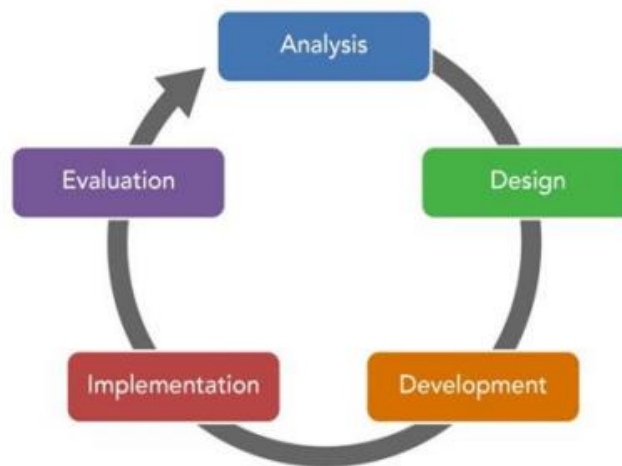 Analysis
Design
Development
Implementation
Evaluation